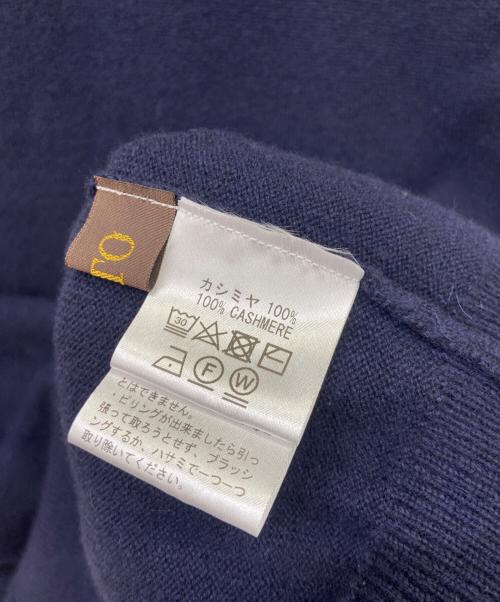 カシミヤ 100%
100% CASHMERE
30
F W
とはできません。
・ピリングが出来ましたら引っ
張って取ろうとせず、ブラッシ
ングするか、ハサミで一つ一つ
取り除いてください。